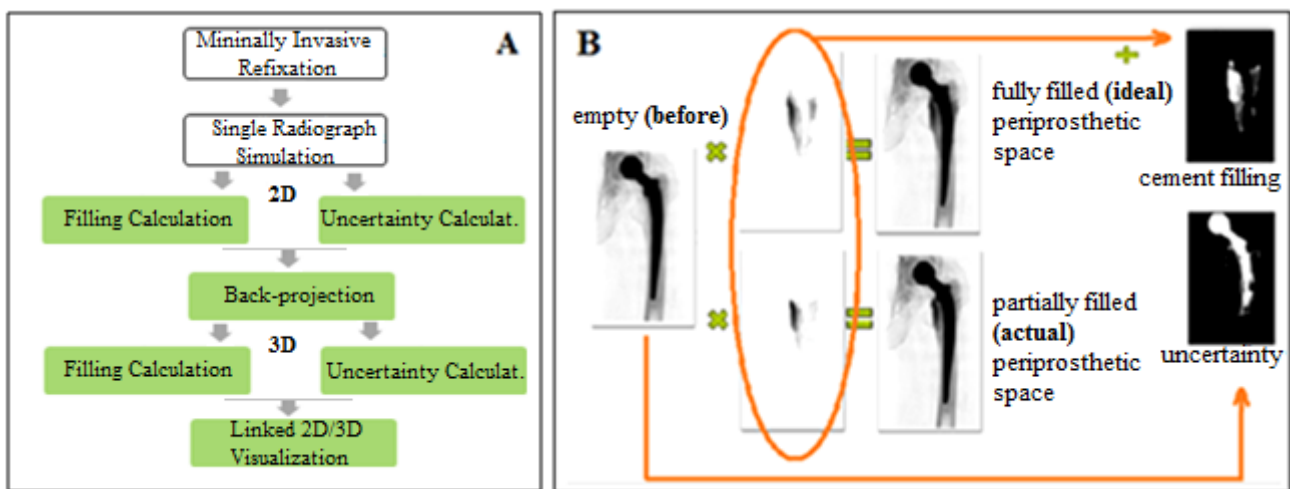 A
Mininally Invasive
Refixation
Single Radiograph
Simulation
2D
Filling Calculation
Uncertainty Calculat.
Back-projection
3D
Filling Calculation
Uncertainty Calculat.
Linked 2D/3D
Visualization
B
empty (before)
fully filled (ideal)
periprosthetic
space
cement filling
partially filled
(actual)
periprosthetic
space
uncertainty